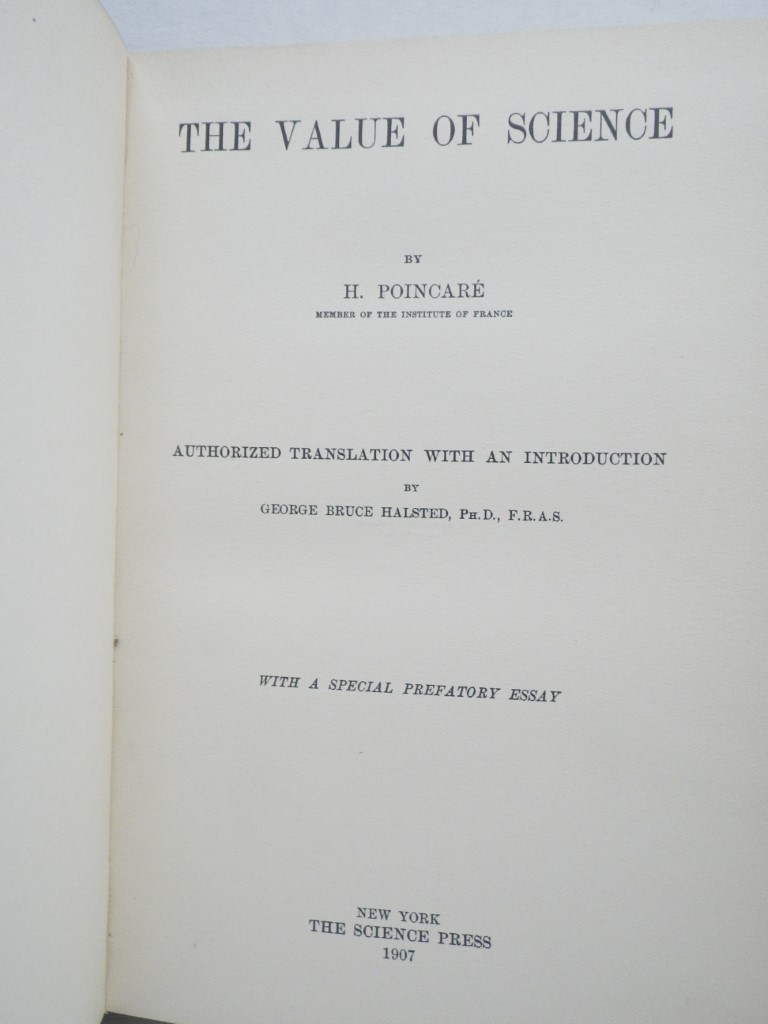 THE VALUE OF SCIENCE
BY
H. POINCARÉ
MEMBER OF THE INSTITUTE OF FRANCE
AUTHORIZED TRANSLATION WITH AN INTRODUCTION
BY
GEORGE BRUCE HALSTED, PH.D., F.R.A.S.
WITH A SPECIAL PREFATORY ESSAY
NEW YORK
THE SCIENCE PRESS
1907